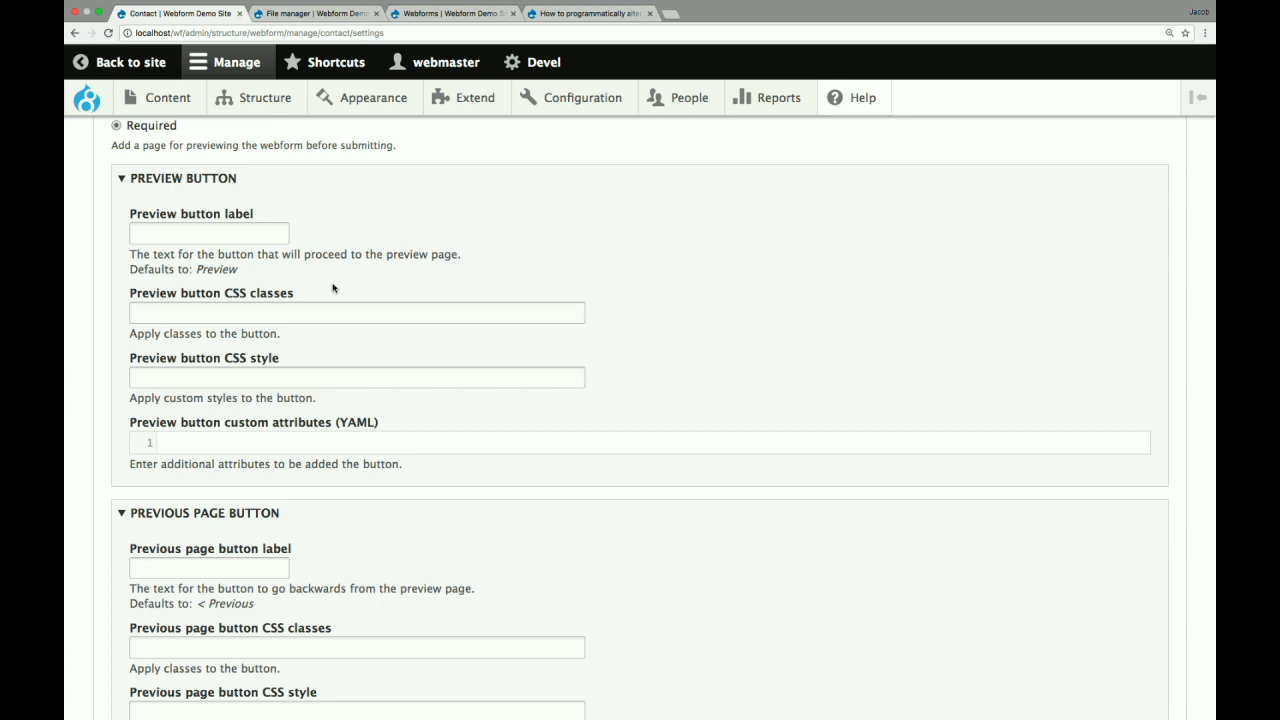 Contact | Webform Demo Site
File manager | Webform Dem
Webforms | Webform Demo S
How to programmatically alte
Jacob
localhost/wf/admin/structure/webform/manage/contact/settings
Back to site
Manage
Shortcuts
webmaster
Devel
Content
Structure
Appearance
Extend
Configuration
People
Reports
Help
Required
Add a page for previewing the webform before submitting.
▼ PREVIEW BUTTON
Preview button label
The text for the button that will proceed to the preview page.
Defaults to: Preview
Preview button CSS classes
Apply classes to the button.
Preview button CSS style
Apply custom styles to the button.
Preview button custom attributes (YAML)
1
Enter additional attributes to be added the button.
▼ PREVIOUS PAGE BUTTON
Previous page button label
The text for the button to go backwards from the preview page.
Defaults to: < Previous
Previous page button CSS classes
Apply classes to the button.
Previous page button CSS style